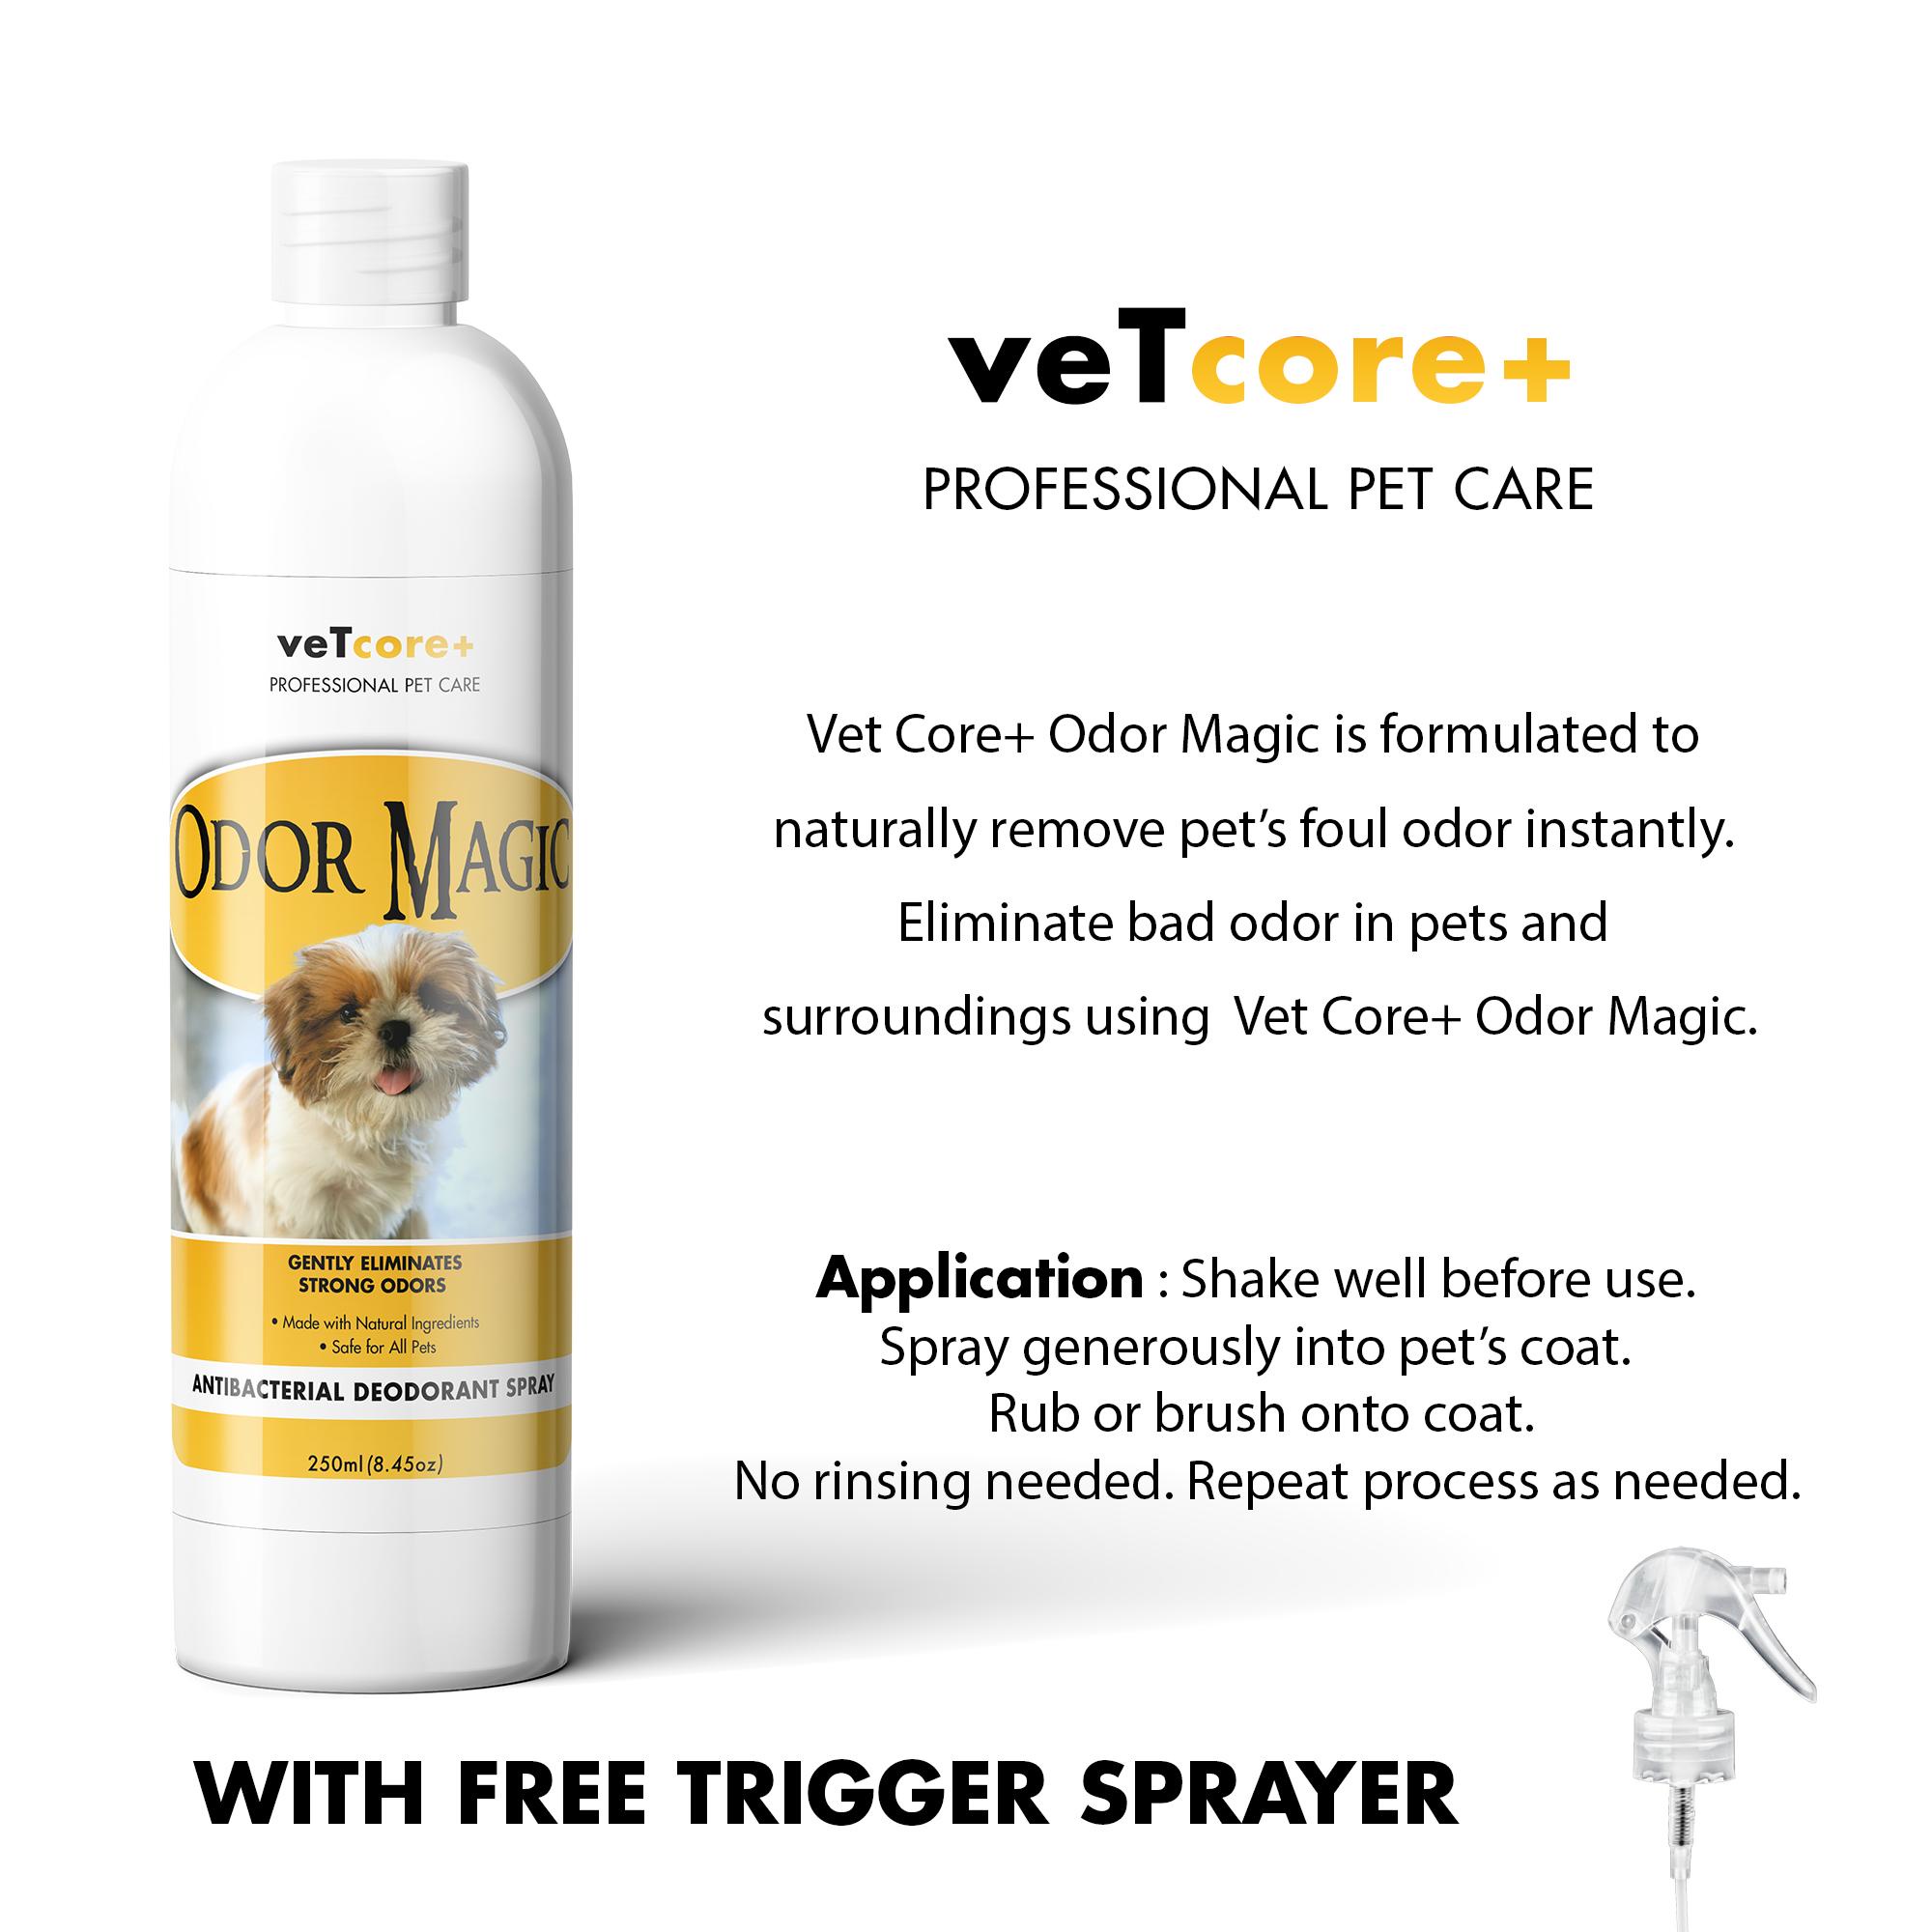 veTcore+
PROFESSIONAL PET CARE
ODOR MAGIC
GENTLY ELIMINATES
STRONG ODORS
• Made with Natural Ingredients
• Safe for All Pets
ANTIBACTERIAL DEODORANT SPRAY
250ml (8.45oz)
veTcore+
PROFESSIONAL PET CARE
Vet Core+ Odor Magic is formulated to
naturally remove pet's foul odor instantly.
Eliminate bad odor in pets and
surroundings using Vet Core+ Odor Magic.
Application : Shake well before use.
Spray generously into pet's coat.
Rub or brush onto coat.
No rinsing needed. Repeat process as needed.
WITH FREE TRIGGER SPRAYER